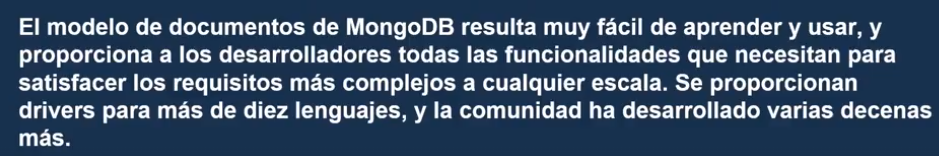 El modelo de documentos de MongoDB resulta muy fácil de aprender y usar, y
proporciona a los desarrolladores todas las funcionalidades que necesitan para
satisfacer los requisitos más complejos a cualquier escala. Se proporcionan
drivers para más de diez lenguajes, y la comunidad ha desarrollado varias decenas
más.